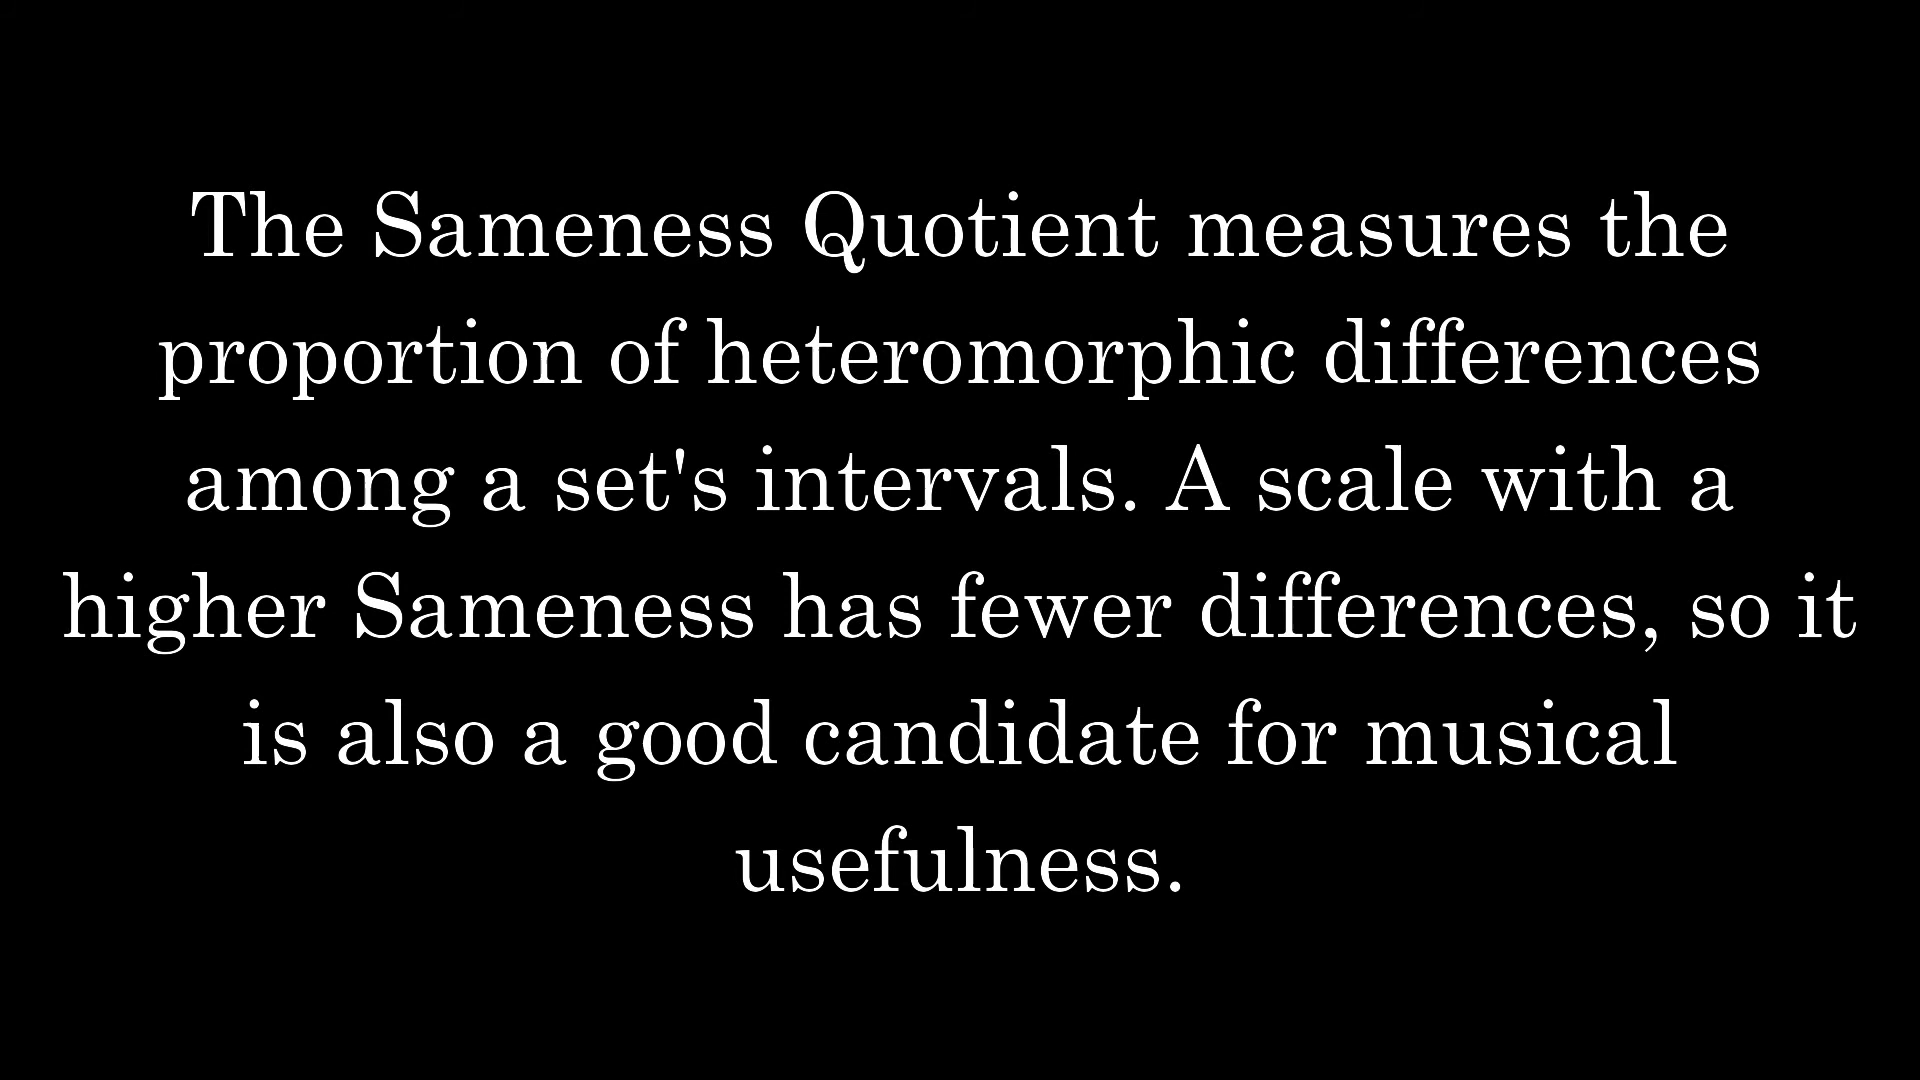 The Sameness Quotient measures the
proportion of heteromorphic differences
among a set's intervals. A scale with a
higher Sameness has fewer differences, so it
is also a good candidate for musical
usefulness.